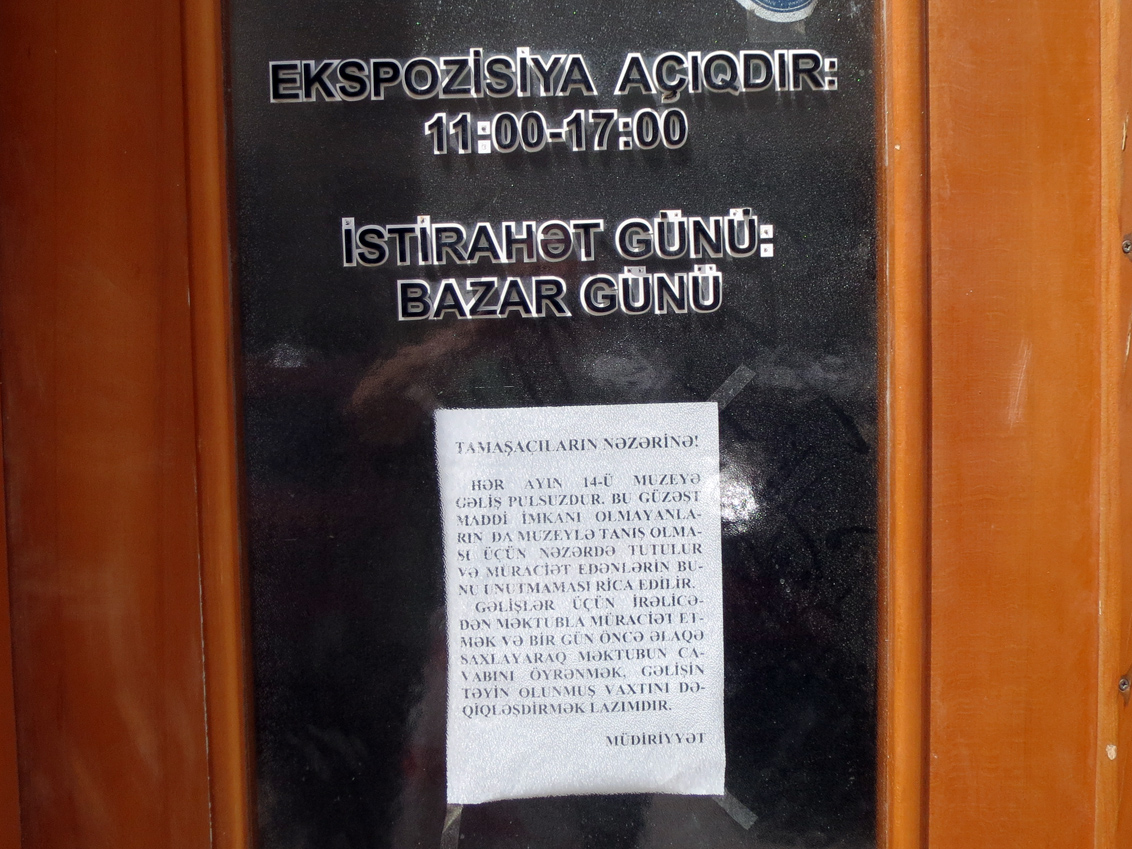 EKSPOZİSİYA AÇIQDIR:
11:00-17:00
İSTİRAHƏT GÜNÜ:
BAZAR GÜNÜ
TAMAŞAÇILARIN NƏZƏRİNƏ!
HƏR AYIN 14-Ü MUZEYƏ
GƏLİŞ PULSUZDUR. BU GÜZƏŞT
MADDİ İMKANI OLMAYANLA-
RIN DA MUZEYLƏ TANIŞ OLMA-
SI ÜÇÜN NƏZƏRDƏ TUTULUR
VƏ MÜRACİƏT EDƏNLƏRİN BU-
NU UNUTMAMASI RİCA EDİLİR.
GƏLİŞLƏR ÜÇÜN İRƏLİCƏ-
DƏN MƏKTUBLA MÜRACİƏT ET-
MƏK VƏ BİR GÜN ÖNCƏ ƏLAQƏ
SAXLAYARAQ MƏKTUBUN CA-
VABINI ÖYRƏNMƏK, GƏLİŞİN
TƏYİN OLUNMUŞ VAXTINI DƏ-
QİQLƏŞDİRMƏK LAZIMDIR.
MÜDİRİYYƏT